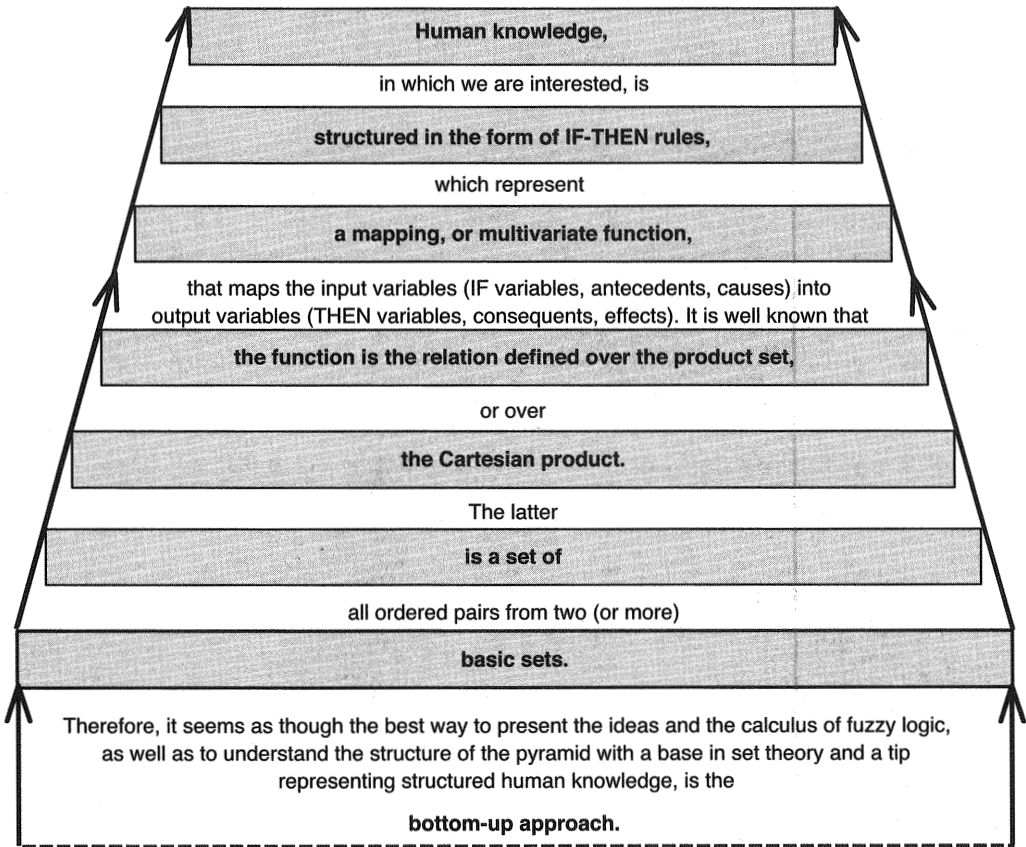 Human knowledge,
in which we are interested, is
structured in the form of IF-THEN rules,
which represent
a mapping, or multivariate function,
that maps the input variables (IF variables, antecedents, causes) into
output variables (THEN variables, consequents, effects). It is well known that
the function is the relation defined over the product set,
or over
the Cartesian product.
The latter
is a set of
all ordered pairs from two (or more)
basic sets.
Therefore, it seems as though the best way to present the ideas and the calculus of fuzzy logic,
as well as to understand the structure of the pyramid with a base in set theory and a tip
representing structured human knowledge, is the
bottom-up approach.